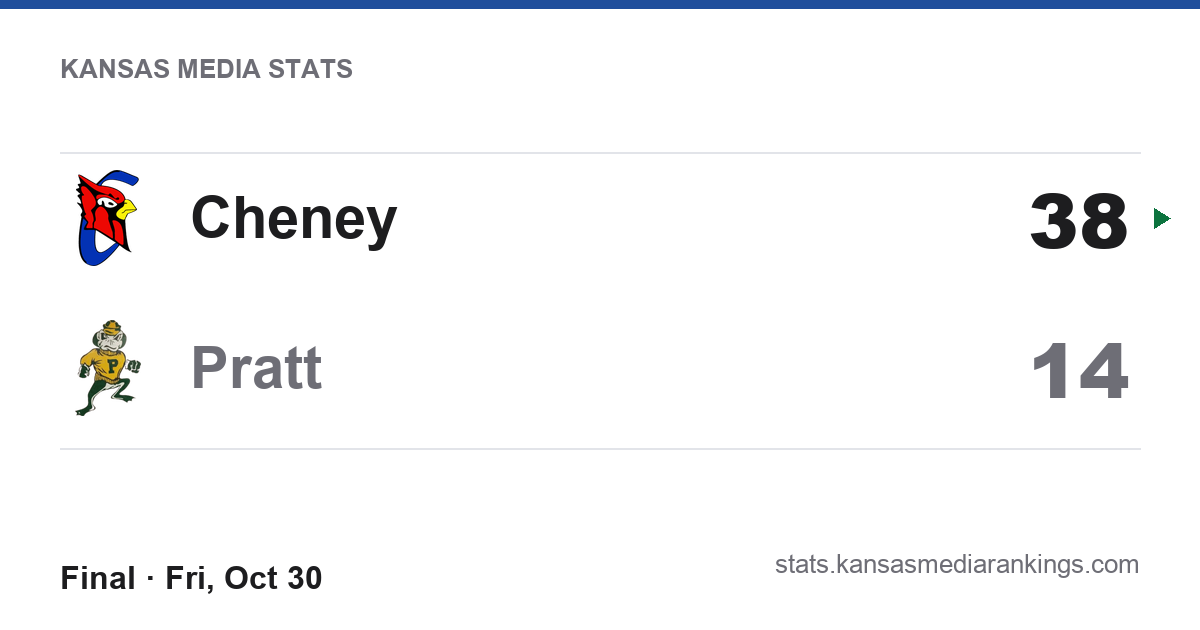 KANSAS MEDIA STATS
Cheney 38
Pratt 14
P
Final · Fri, Oct 30
stats.kansasmediarankings.com